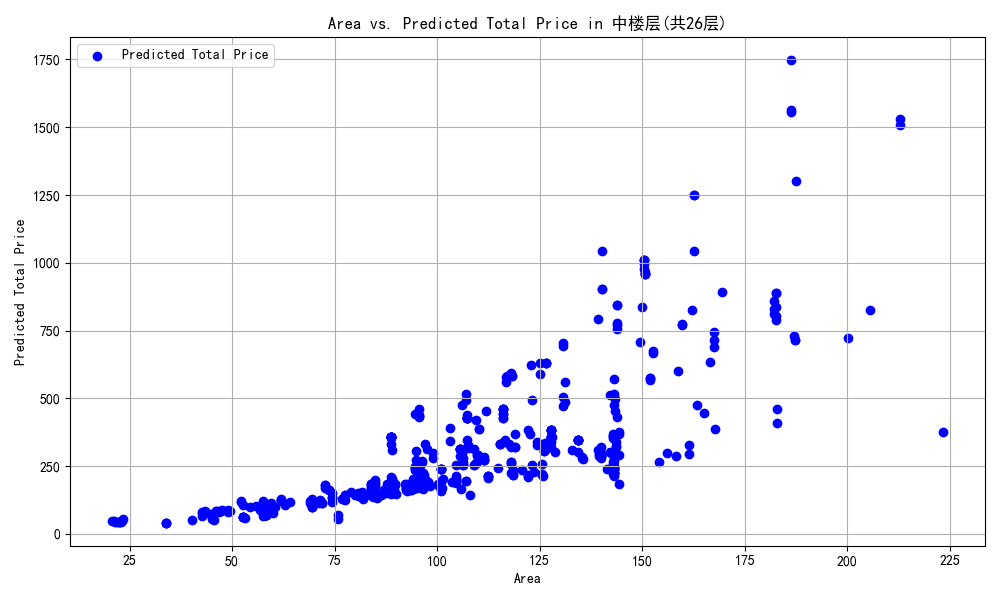 Area vs. Predicted Total Price in 中楼层(共26层)
Predicted Total Price
Predicted Total Price
1750
1500
1250
1000
750
500
250
0
25 50 75 100 125 150 175 200 225
Area